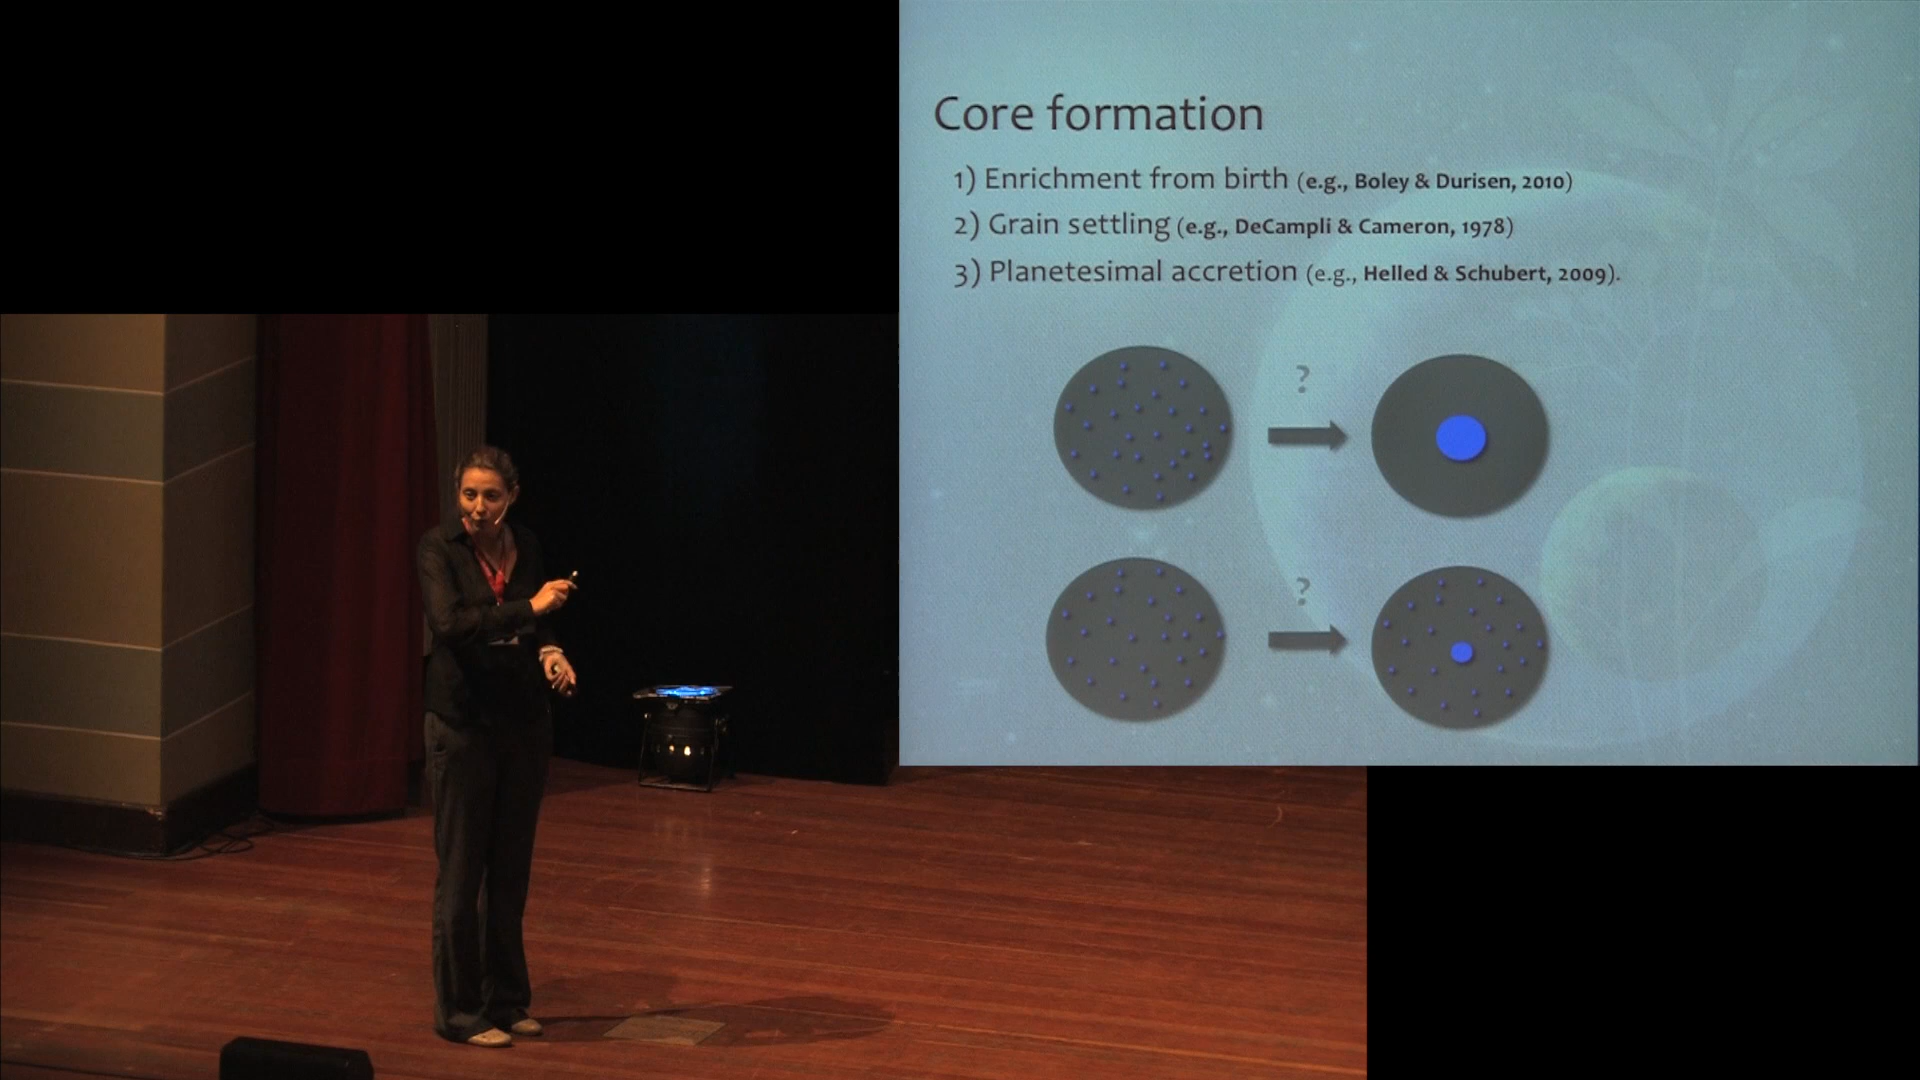 Core formation
1) Enrichment from birth (e.g., Boley & Durisen, 2010)
2) Grain settling (e.g., DeCampli & Cameron, 1978)
3) Planetesimal accretion (e.g., Helled & Schubert, 2009).
?
?